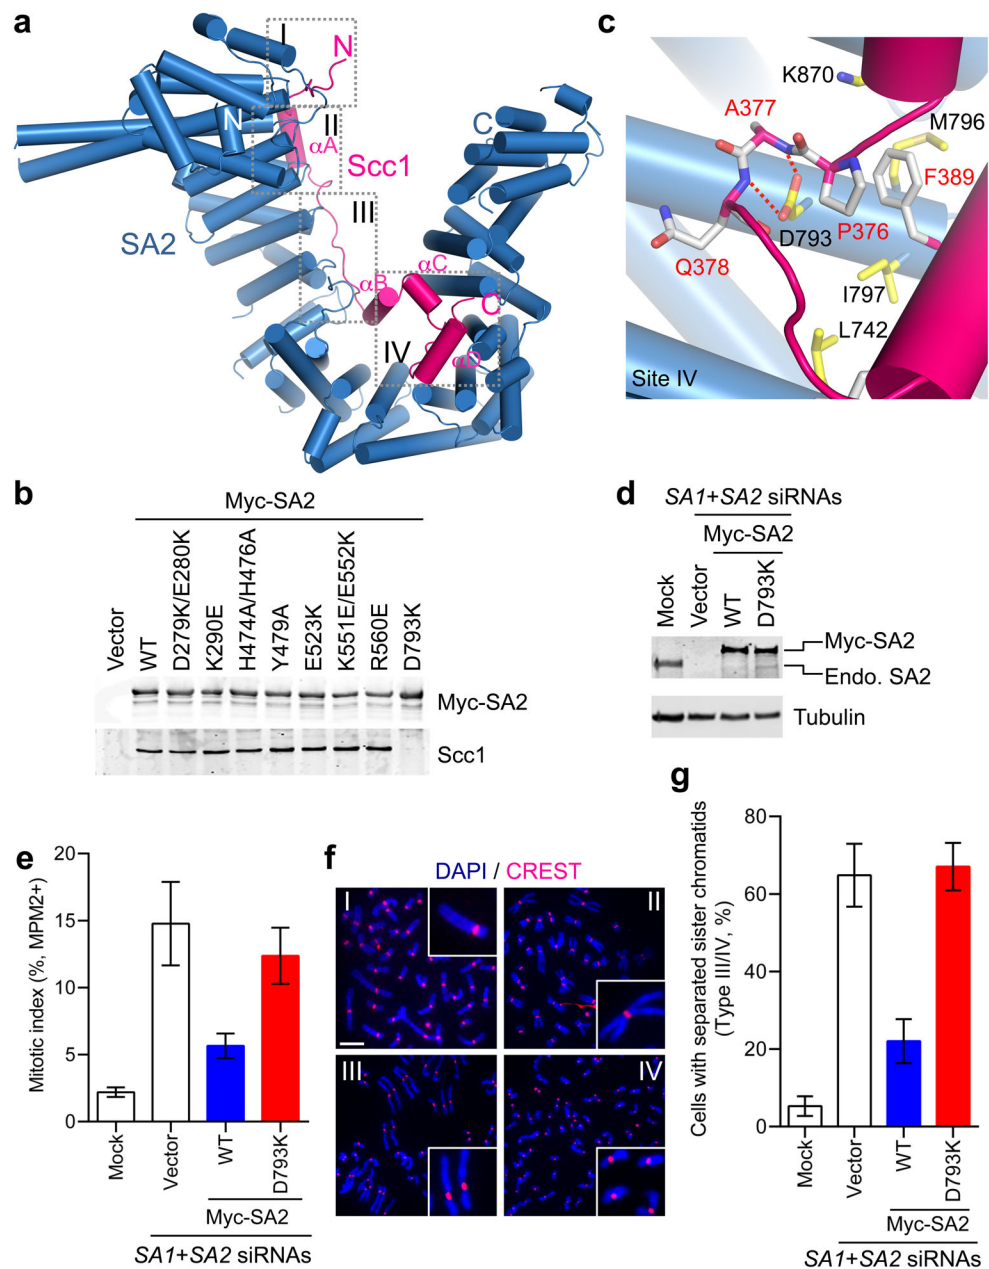 a
I
N
N
II
αA
Scc1
III
SA2
C
αB
αC
C
IV
αD
b
Myc-SA2
Vector
WT
D279K/E280K
K290E
H474A/H476A
Y479A
E523K
K551E/E552K
R560E
D793K
Myc-SA2
Scc1
c
K870
A377
M796
F389
D793
P376
Q378
I797
L742
Site IV
d
SA1+SA2 siRNAs
Myc-SA2
Mock
Vector
WT
D793K
Myc-SA2
Endo. SA2
Tubulin
e
Mitotic index (%, MPM2+)
20
15
10
5
0
Mock
Vector
WT
D793K
Myc-SA2
SA1+SA2 siRNAs
f
DAPI / CREST
I
II
III
IV
g
Cells with separated sister chromatids
(Type III/IV, %)
80
60
40
20
0
Mock
Vector
WT
D793K
Myc-SA2
SA1+SA2 siRNAs